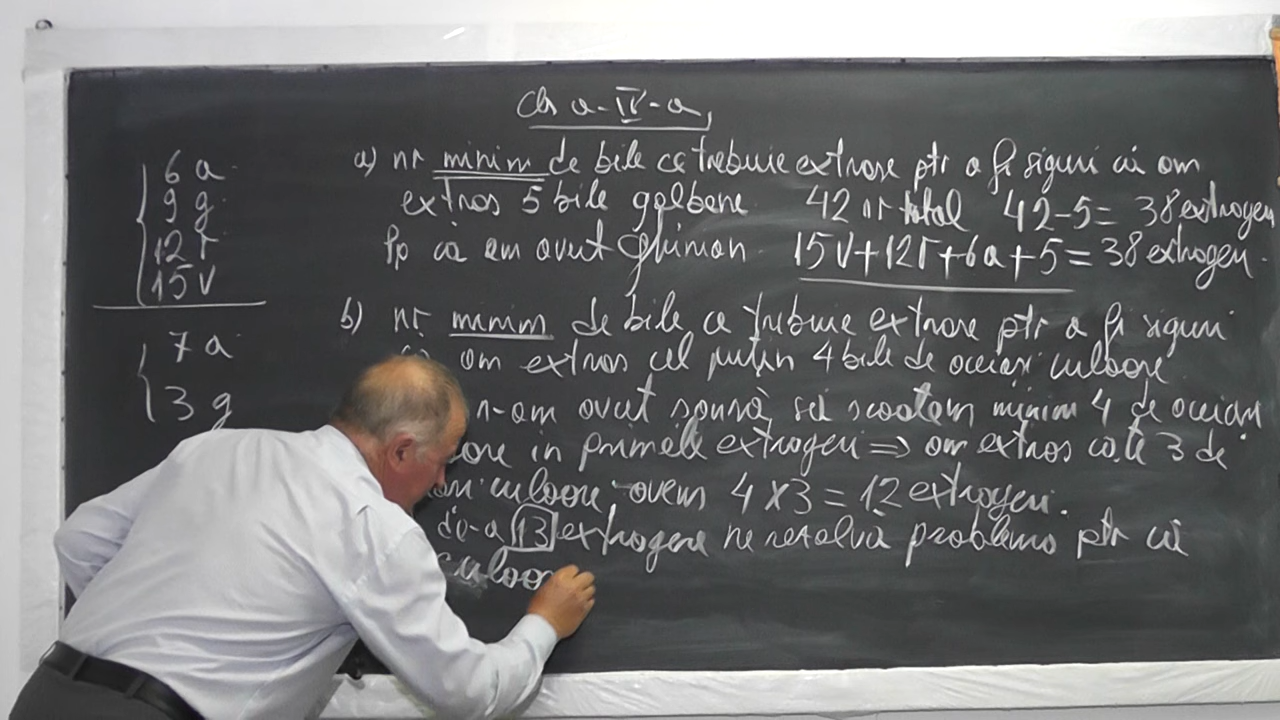 Cls a-IV-a,
6 a
9 g
12 r
15 V
7 a
3 g
a) nr minim de bile ce trebuie extrase ptr a fi siguri că am
extras 5 bile galbene 42 nr total 42-5= 38 extrageri
Pp că am avut ghinion 15V+12r+6a+5=38 extrageri.
b) nr minim de bile, ce trebuie extrase ptr a fi siguri
am extras cel puțin 4 bile de aceiași culoare
n-am avut șansă să scoatem minim 4 de aceiași
in primele extrageri => am extras câte 3 de
culoare avem 4 x 3 = 12 extrageri.
13 extragere ne rezolvă problema ptr că